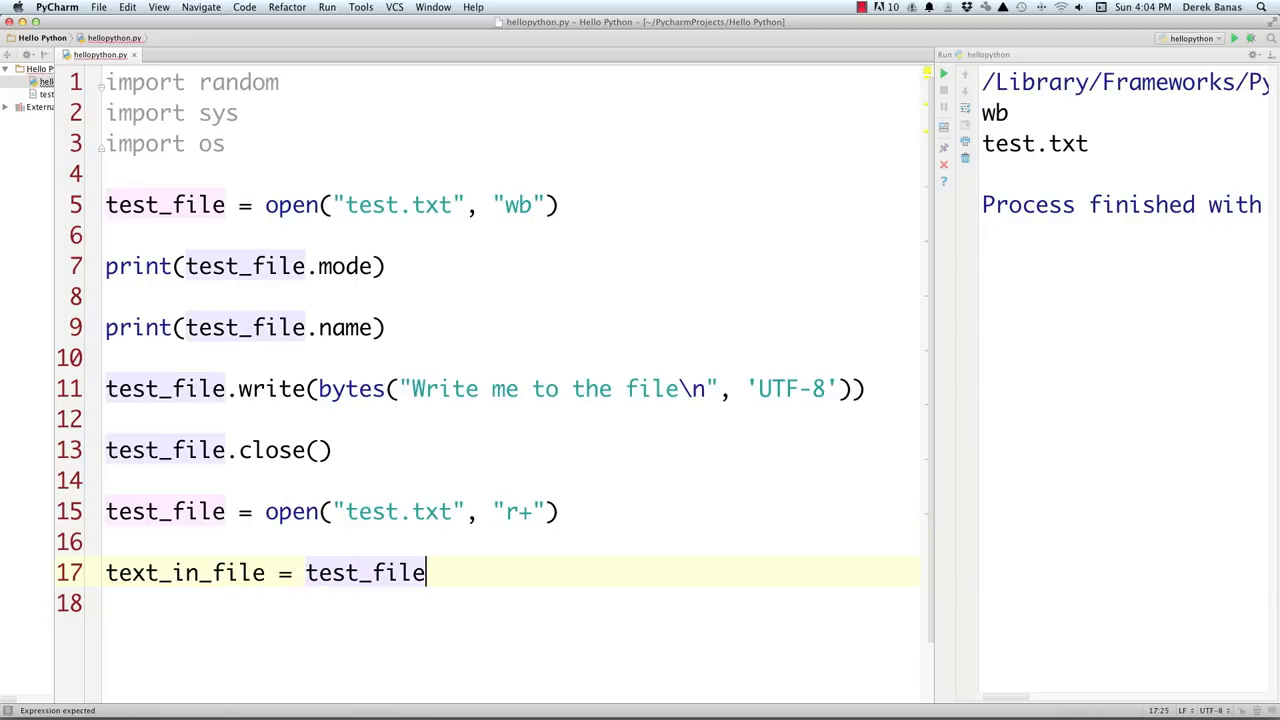 PyCharm File Edit View Navigate Code Refactor Run Tools VCS Window Help 10 Sun 4:04 PM Derek Banas
hellopython.py - Hello Python - [~/PycharmProjects/Hello Python]
Hello Python hellopython.py hellopython
hellopython.py Run hellopython
Hello P
hell
test
Extern
1 import random
2 import sys
3 import os
4
5 test_file = open("test.txt", "wb")
6
7 print(test_file.mode)
8
9 print(test_file.name)
10
11 test_file.write(bytes("Write me to the file\n", 'UTF-8'))
12
13 test_file.close()
14
15 test_file = open("test.txt", "r+")
16
17 text_in_file = test_file
18
/Library/Frameworks/Py
wb
test.txt
Process finished with
Expression expected 17:25 LF UTF-8